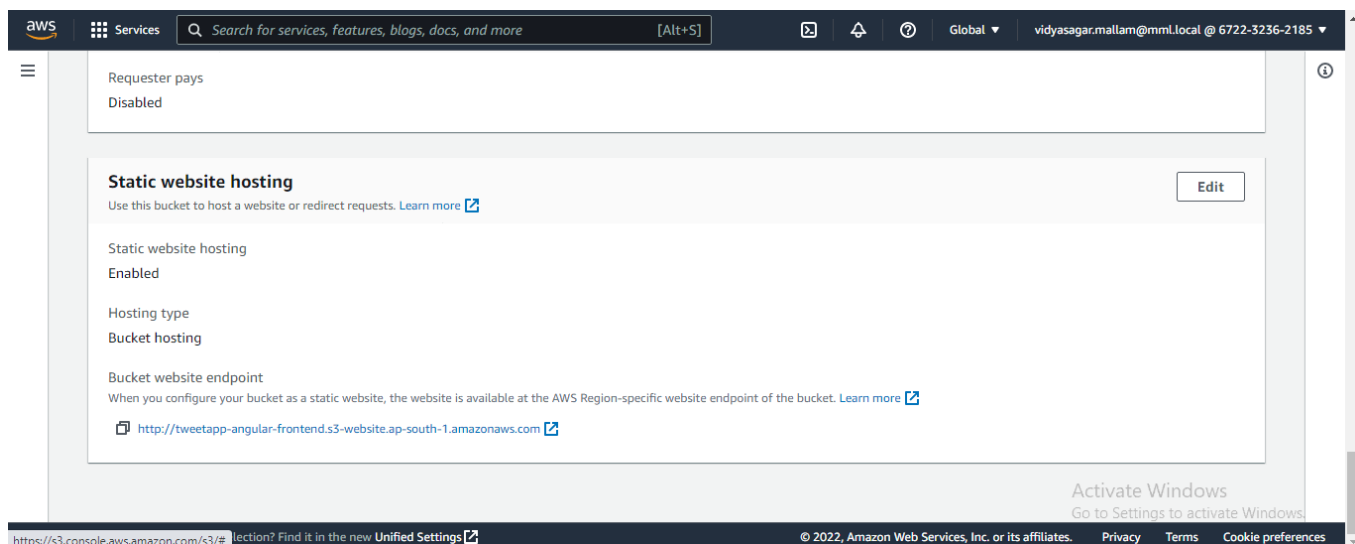 aws
Services
Search for services, features, blogs, docs, and more [Alt+S]
Global ▼ vidyasagar.mallam@mml.local @ 6722-3236-2185 ▼
Requester pays
Disabled
Static website hosting
Edit
Use this bucket to host a website or redirect requests. Learn more
Static website hosting
Enabled
Hosting type
Bucket hosting
Bucket website endpoint
When you configure your bucket as a static website, the website is available at the AWS Region-specific website endpoint of the bucket. Learn more
http://tweetapp-angular-frontend.s3-website.ap-south-1.amazonaws.com
Activate Windows
Go to Settings to activate Windows.
https://s3.console.aws.amazon.com/s3/# lection? Find it in the new Unified Settings © 2022, Amazon Web Services, Inc. or its affiliates. Privacy Terms Cookie preferences